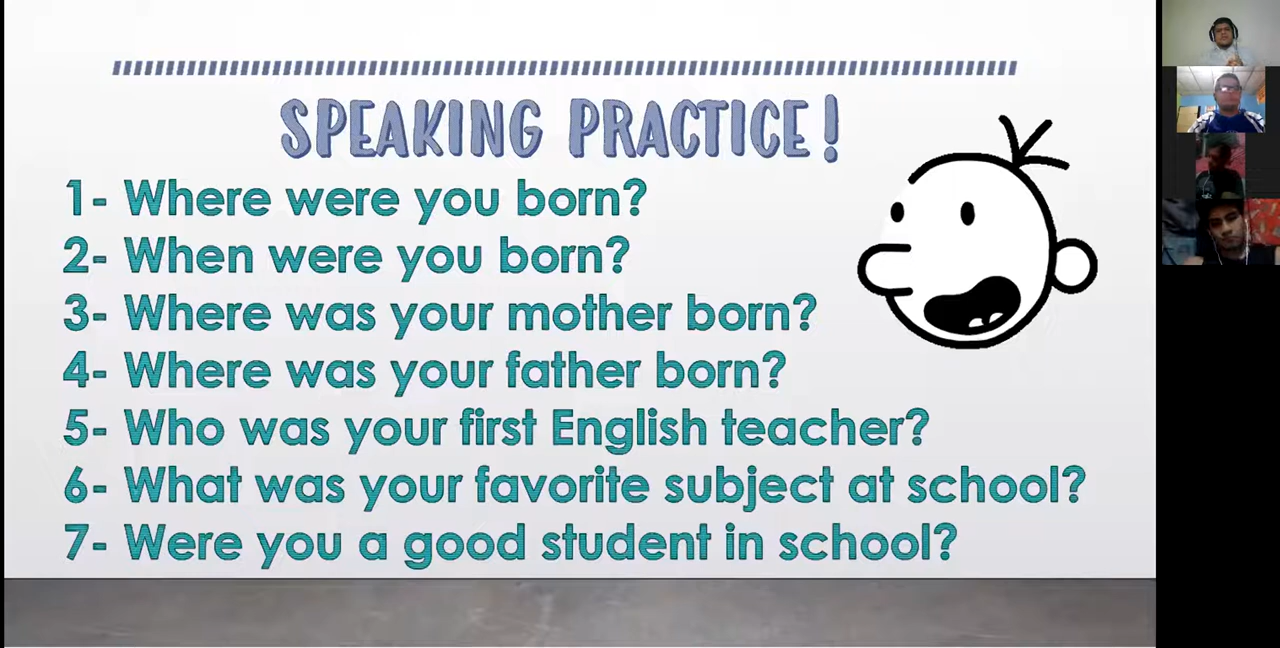 SPEAKING PRACTICE!
1- Where were you born?
2- When were you born?
3- Where was your mother born?
4- Where was your father born?
5- Who was your first English teacher?
6- What was your favorite subject at school?
7- Were you a good student in school?